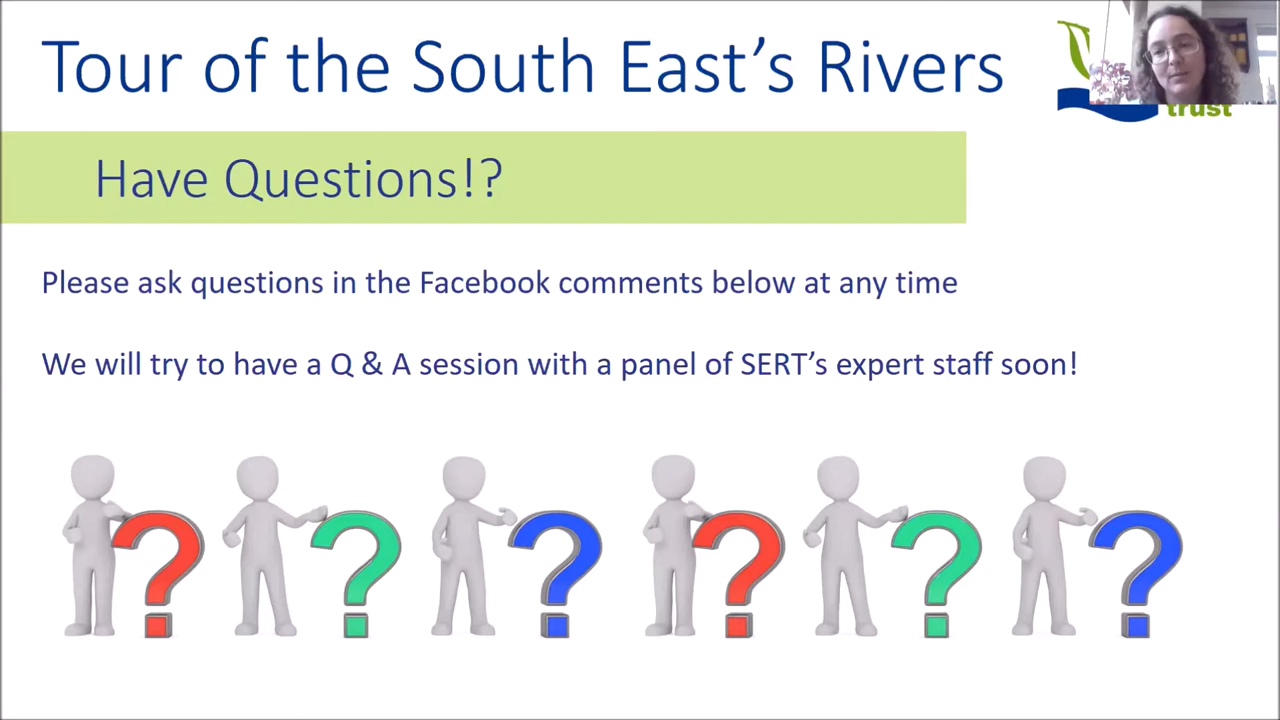 Tour of the South East's Rivers
trust
Have Questions!?
Please ask questions in the Facebook comments below at any time
We will try to have a Q & A session with a panel of SERT's expert staff soon!